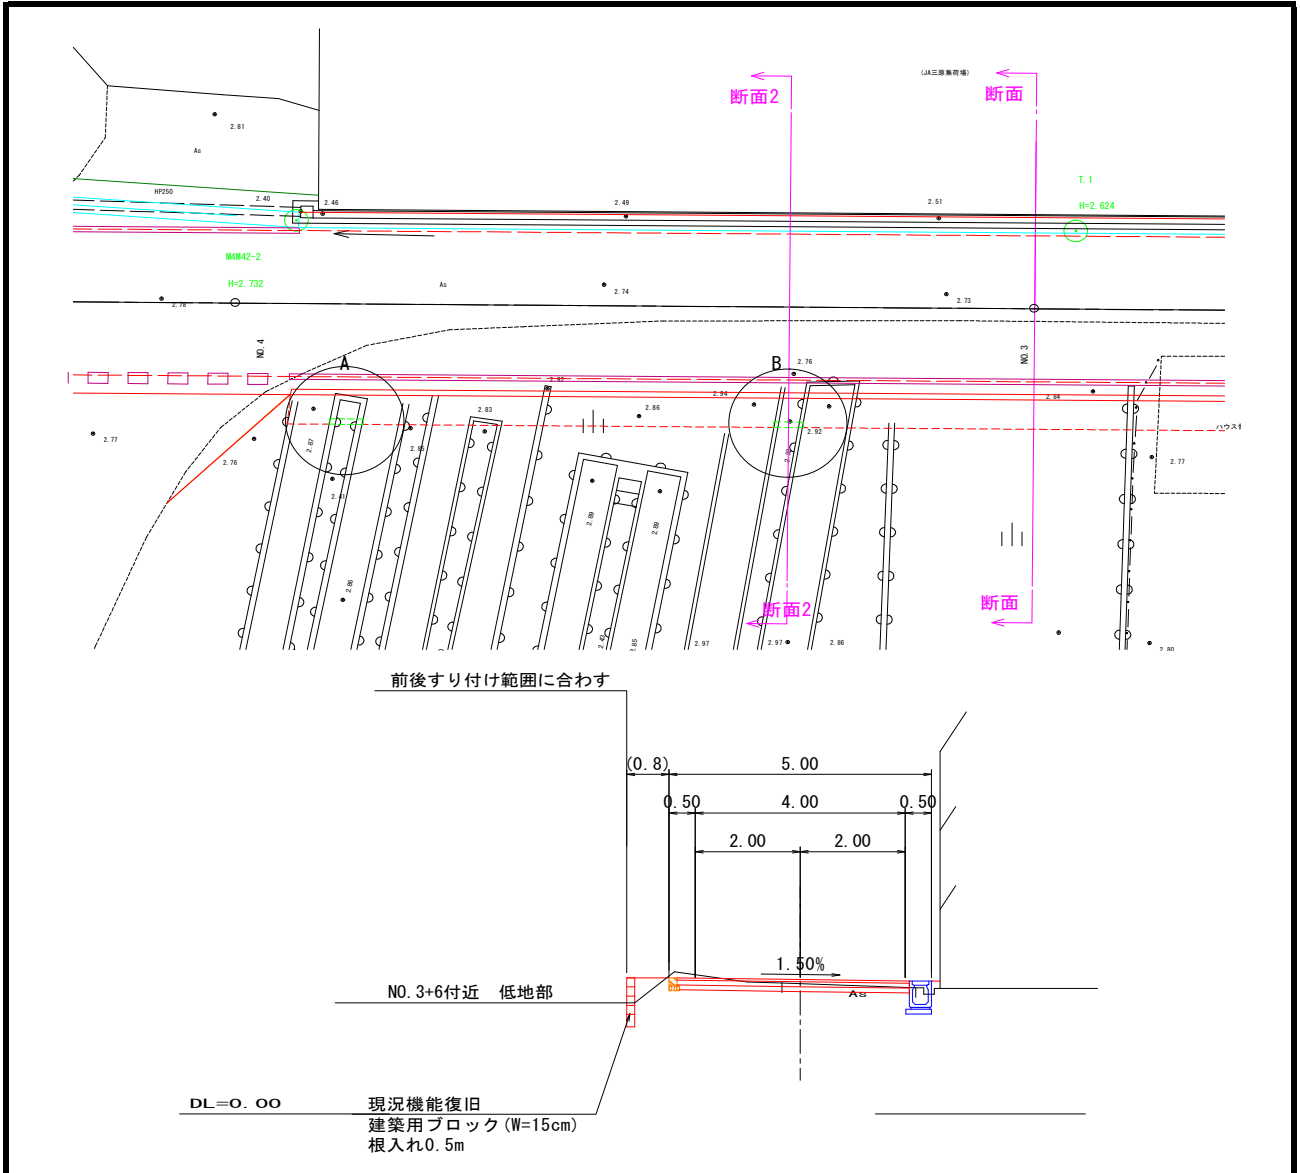 (JA三原集荷場)
断面2
断面
2.81
As
T.1
H=2.624
HP250
2.40
2.46
2.49
2.51
M4M42-2
H=2.732
As
2.78
2.74
2.73
NO.4
NO.3
A
B
2.76
2.92
2.83
2.86
2.94
2.84
2.92
2.77
2.76
2.87
2.85
2.41
2.77
2.89
2.89
2.86
2.97
2.97
2.86
2.85
断面2
断面
2.80
前後すり付け範囲に合わす
(0.8)
5.00
0.50
4.00
0.50
2.00
2.00
1.50%
NO.3+6付近 低地部
As
DL=0.00
現況機能復旧
建築用ブロック(W=15cm)
根入れ0.5m